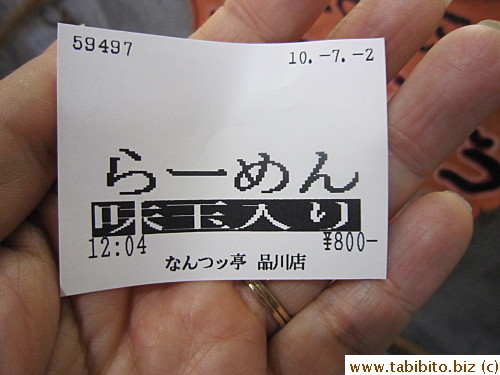 59497
10.-7.-2
らーめん
味玉入り
12:04
¥800-
なんつッ亭 品川店
www.tabibito.biz (c)